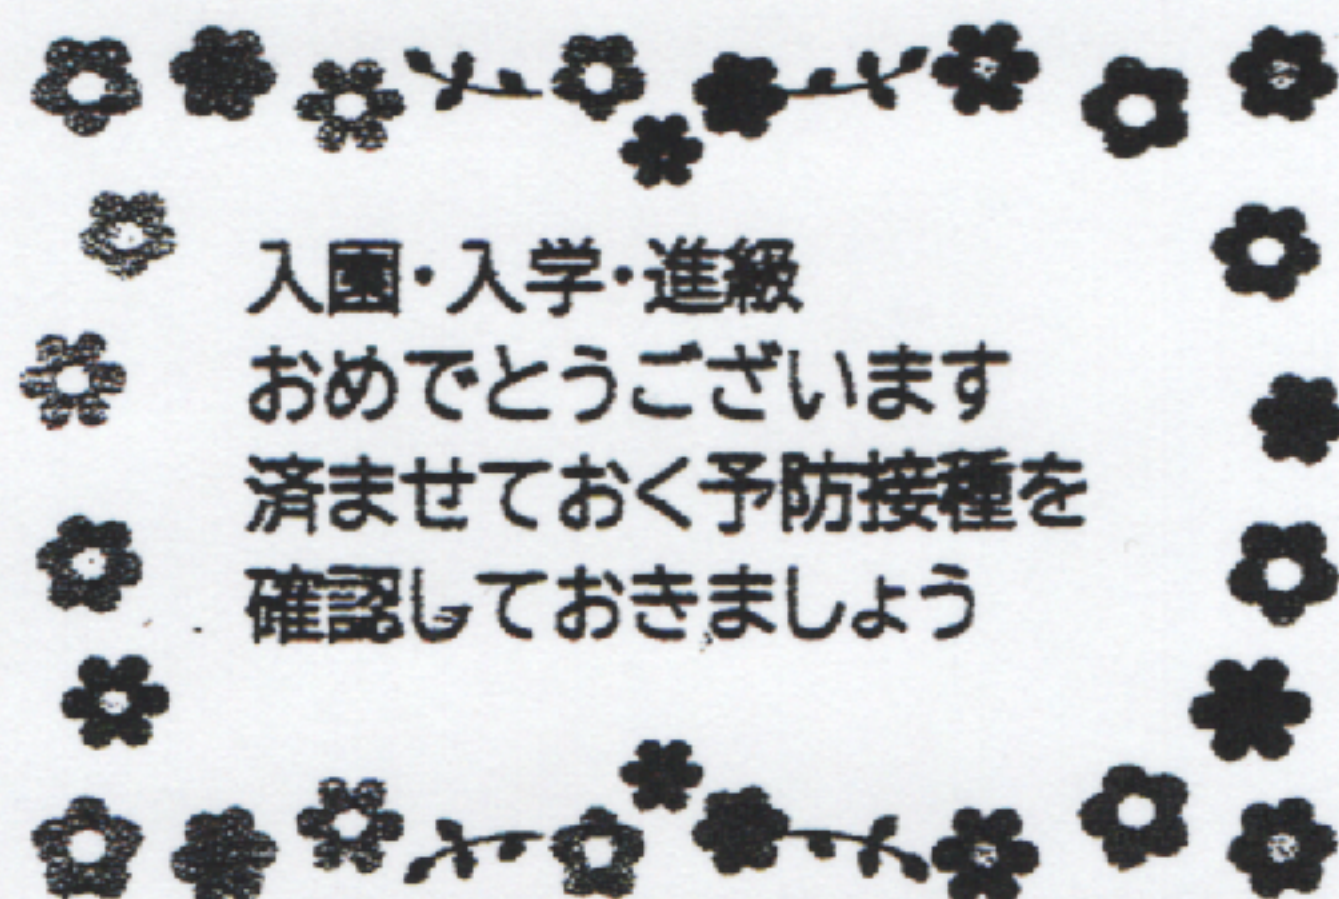 入園・入学・進級
おめでとうございます
済ませておく予防接種を
確認しておきましょう